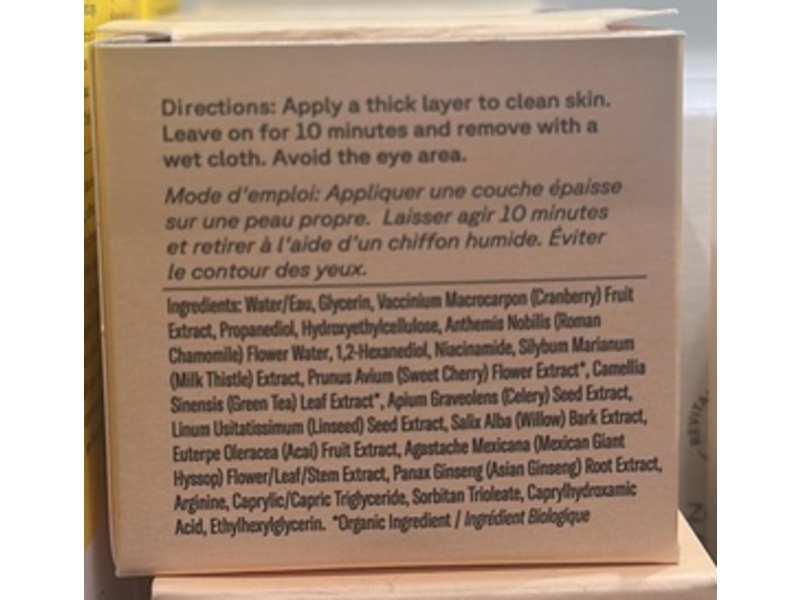 Directions: Apply a thick layer to clean skin.
Leave on for 10 minutes and remove with a
wet cloth. Avoid the eye area.
Mode d'emploi: Appliquer une couche épaisse
sur une peau propre. Laisser agir 10 minutes
et retirer à l'aide d'un chiffon humide. Éviter
le contour des yeux.
Ingredients: Water/Eau, Glycerin, Vaccinium Macrocarpon (Cranberry) Fruit
Extract, Propanediol, Hydroxyethylcellulose, Anthemis Nobilis (Roman
Chamomile) Flower Water, 1,2-Hexanediol, Niacinamide, Silybum Marianum
(Milk Thistle) Extract, Prunus Avium (Sweet Cherry) Flower Extract*, Camellia
Sinensis (Green Tea) Leaf Extract*, Apium Graveolens (Celery) Seed Extract,
Linum Usitatissimum (Linseed) Seed Extract, Salix Alba (Willow) Bark Extract,
Euterpe Oleracea (Acai) Fruit Extract, Agastache Mexicana (Mexican Giant
Hyssop) Flower/Leaf/Stem Extract, Panax Ginseng (Asian Ginseng) Root Extract,
Arginine, Caprylic/Capric Triglyceride, Sorbitan Trioleate, Caprylhydroxamic
Acid, Ethylhexylglycerin. *Organic Ingredient / Ingrédient Biologique
REVITA